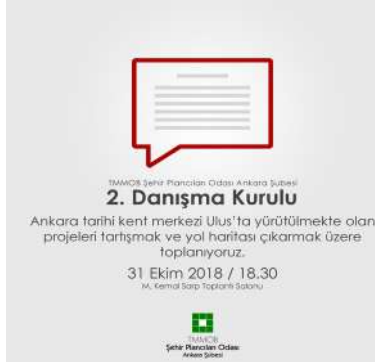 TMMOB Şehir Plancıları Odası Ankara Şubesi
2. Danışma Kurulu
Ankara tarihi kent merkezi Ulus'ta yürütülmekte olan
projeleri tartışmak ve yol haritası çıkarmak üzere
toplanıyoruz.
31 Ekim 2018 / 18.30
M. Kemal Sarp Toplantı Salonu
TMMOB
Şehir Plancıları Odası
Ankara Şubesi